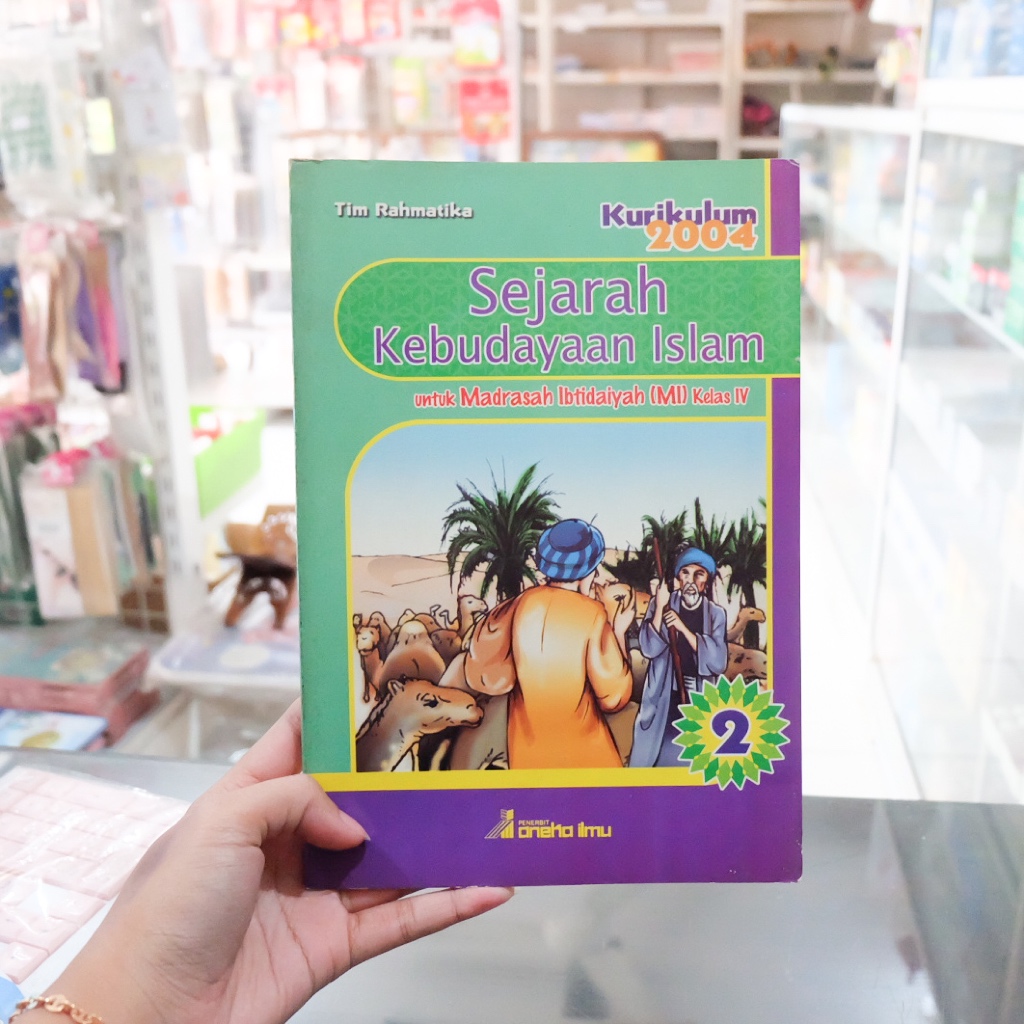 Tim Rahmatika
Kurikulum
2004
Sejarah
Kebudayaan Islam
untuk Madrasah Ibtidaiyah (MI) Kelas IV
2
PENERBIT
aneka ilmu